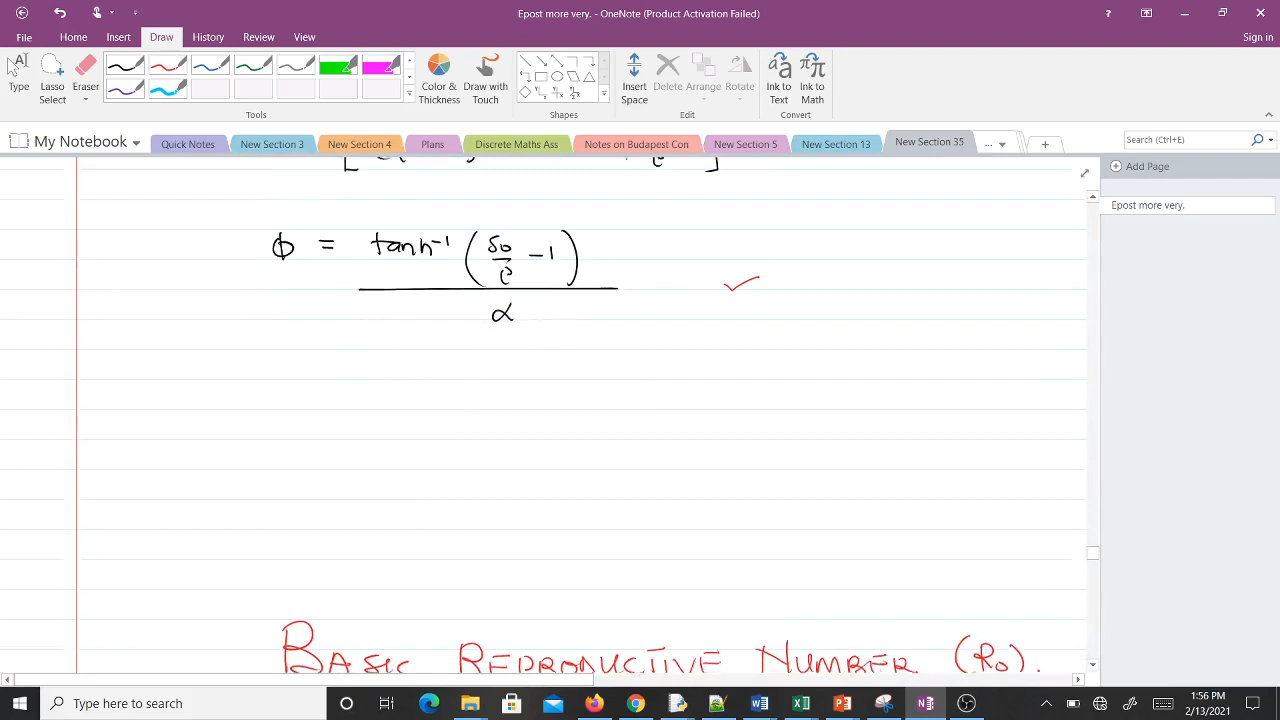 Epost more very. - OneNote (Product Activation Failed)
File Home Insert Draw History Review View Sign in
Type Lasso Select Eraser Color & Thickness Draw with Touch Insert Space Delete Arrange Rotate Ink to Text Ink to Math
Tools Shapes Edit Convert
My Notebook Quick Notes New Section 3 New Section 4 Plans Discrete Maths Ass Notes on Budapest Con New Section 5 New Section 13 New Section 35 ... + Search (Ctrl+E)
Add Page
Epost more very.
ϕ = tanh⁻¹ (S₀/ρ - 1)
α
BASIC REPRODUCTIVE NUMBER (R₀).
Type here to search
1:56 PM
2/13/2021